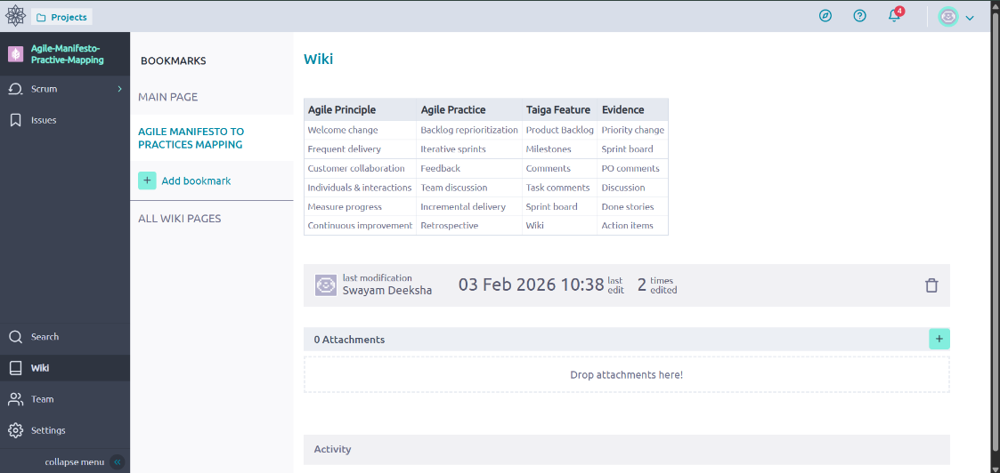 Projects
4
Agile-Manifesto-
Practive-Mapping
Scrum
Issues
Search
Wiki
Team
Settings
collapse menu
BOOKMARKS
MAIN PAGE
AGILE MANIFESTO TO
PRACTICES MAPPING
+ Add bookmark
ALL WIKI PAGES
Wiki
Agile Principle Agile Practice Taiga Feature Evidence
Welcome change Backlog reprioritization Product Backlog Priority change
Frequent delivery Iterative sprints Milestones Sprint board
Customer collaboration Feedback Comments PO comments
Individuals & interactions Team discussion Task comments Discussion
Measure progress Incremental delivery Sprint board Done stories
Continuous improvement Retrospective Wiki Action items
last modification
Swayam Deeksha
03 Feb 2026 10:38 last edit
2 times edited
0 Attachments
+
Drop attachments here!
Activity